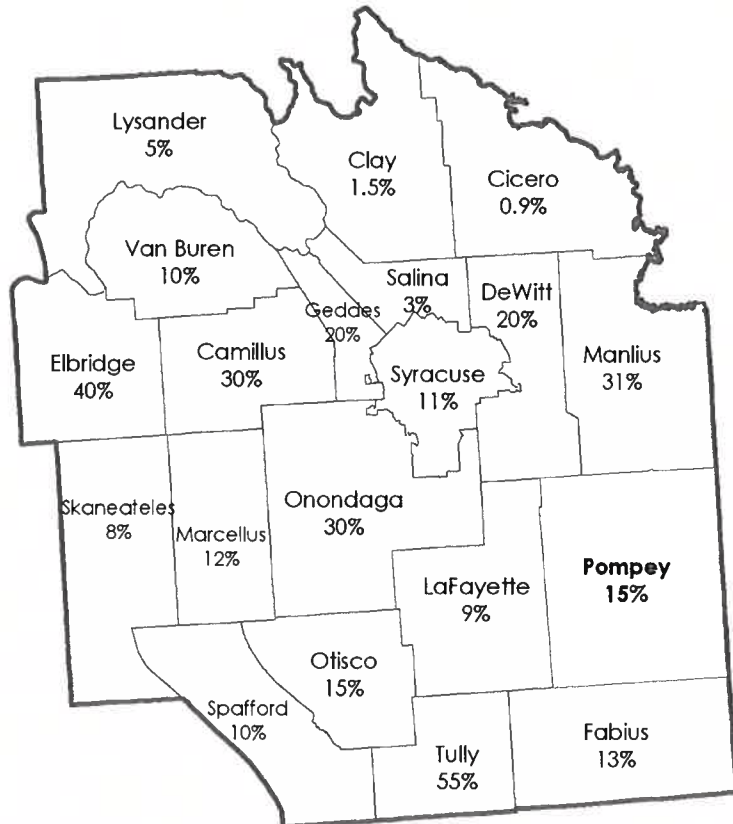 Lysander
5%
Clay
1.5%
Cicero
0.9%
Van Buren
10%
Salina
3%
DeWitt
20%
Geddes
20%
Elbridge
40%
Camillus
30%
Syracuse
11%
Manlius
31%
Skaneateles
8%
Marcellus
12%
Onondaga
30%
LaFayette
9%
Pompey
15%
Otisco
15%
Spafford
10%
Tully
55%
Fabius
13%